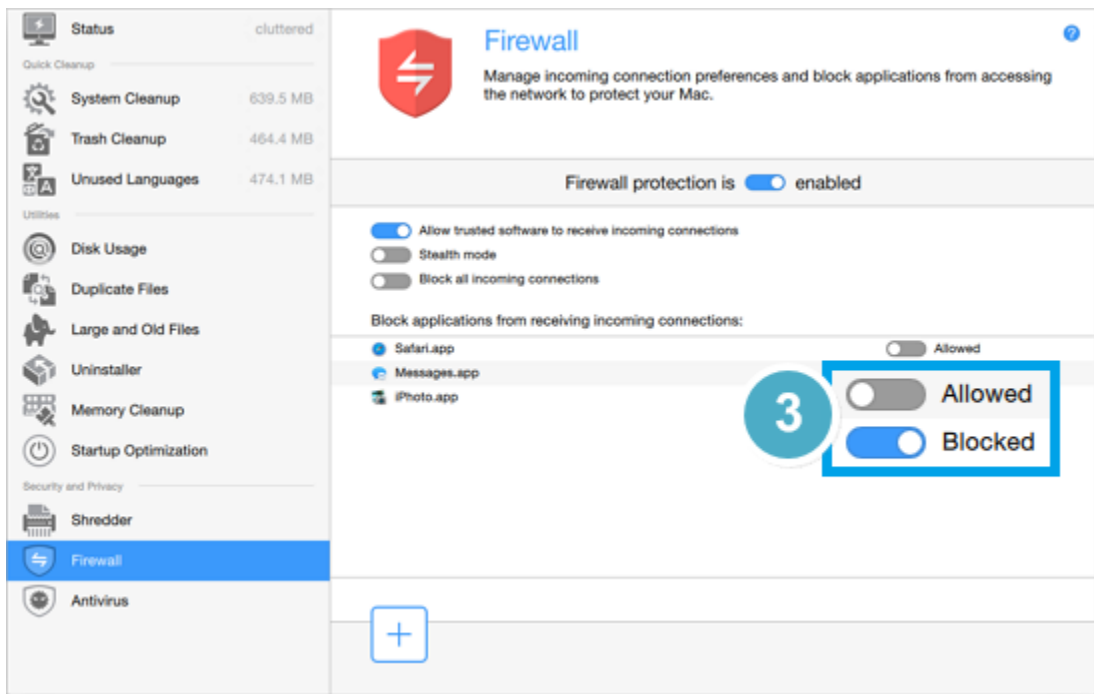 Status cluttered
Quick Cleanup
System Cleanup 639.5 MB
Trash Cleanup 464.4 MB
Unused Languages 474.1 MB
Utilities
Disk Usage
Duplicate Files
Large and Old Files
Uninstaller
Memory Cleanup
Startup Optimization
Security and Privacy
Shredder
Firewall
Antivirus
Firewall
?
Manage incoming connection preferences and block applications from accessing
the network to protect your Mac.
Firewall protection is enabled
Allow trusted software to receive incoming connections
Stealth mode
Block all incoming connections
Block applications from receiving incoming connections:
Safari.app Allowed
Messages.app
iPhoto.app
3
Allowed
Blocked
+